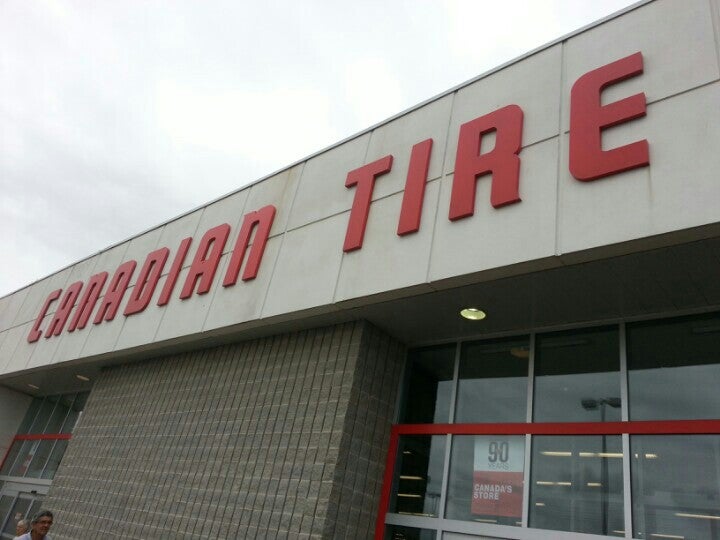 CANADIAN TIRE
90
YEARS
CANADA'S
STORE